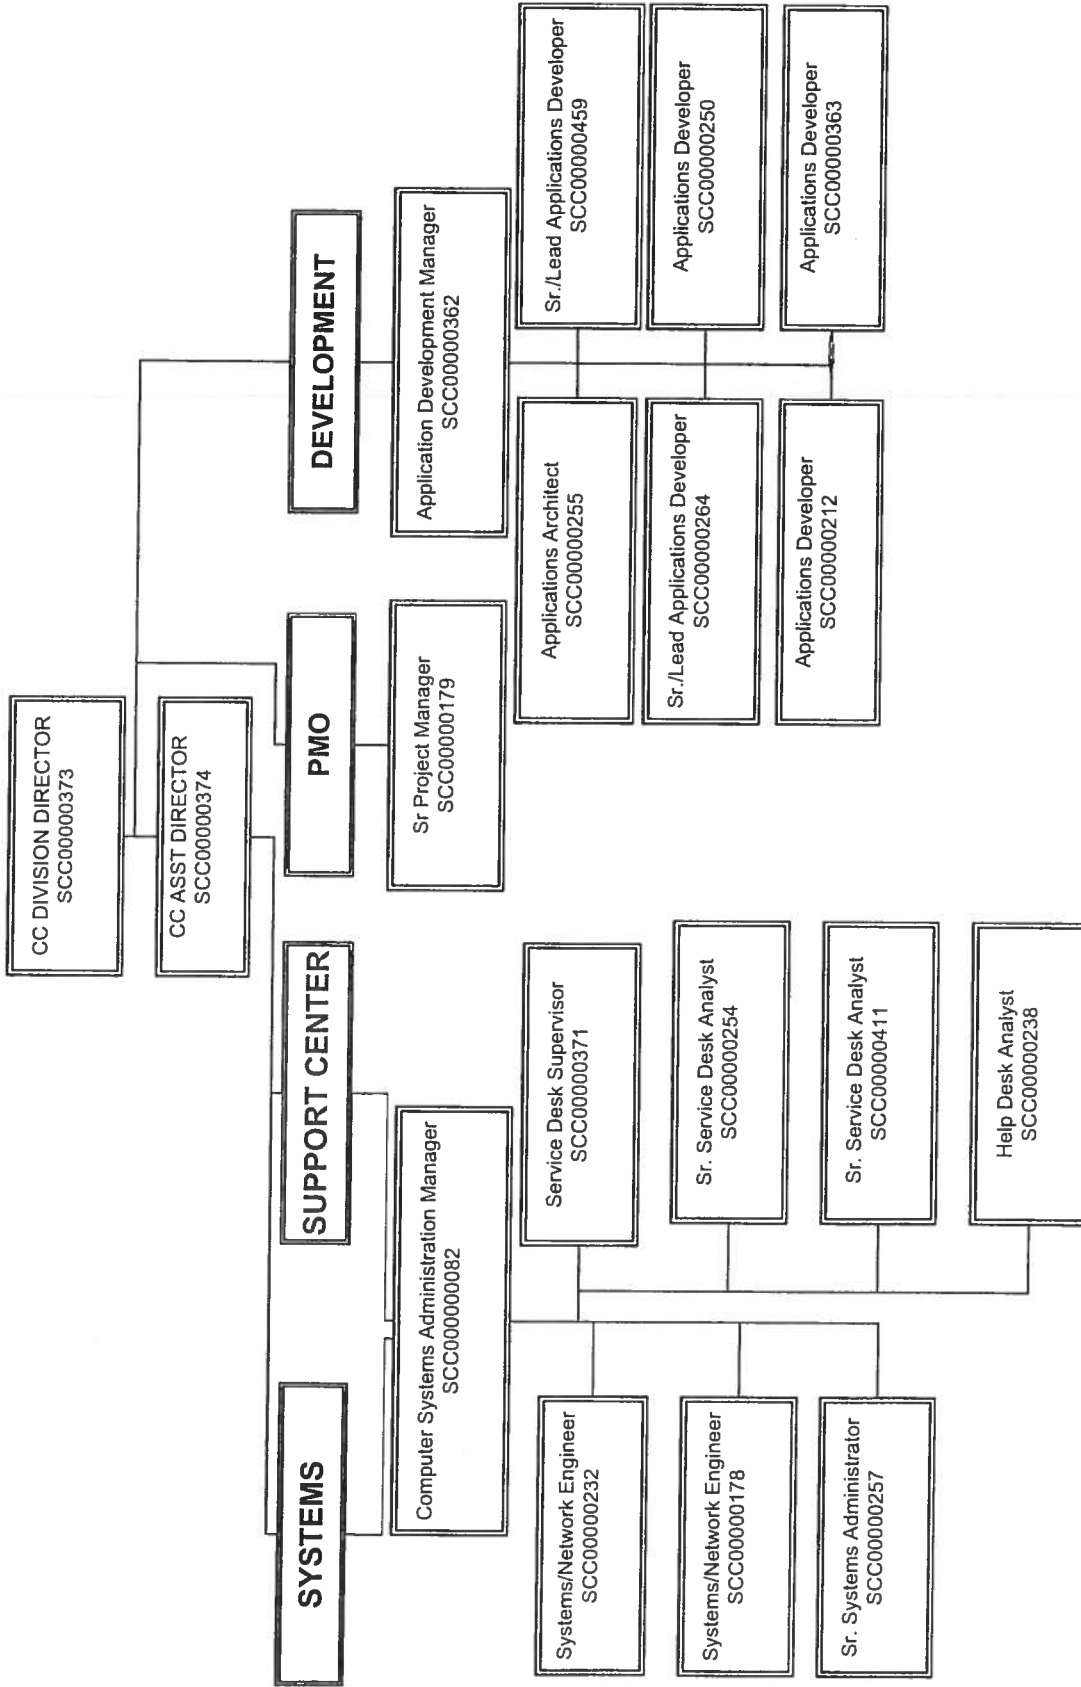 CC DIVISION DIRECTOR
SCC00000373
CC ASST DIRECTOR
SCC00000374
SYSTEMS
SUPPORT CENTER
PMO
DEVELOPMENT
Computer Systems Administration Manager
SCC000000082
Sr Project Manager
SCC00000179
Application Development Manager
SCC00000362
Systems/Network Engineer
SCC00000232
Service Desk Supervisor
SCC00000371
Applications Architect
SCC00000255
Sr./Lead Applications Developer
SCC00000459
Systems/Network Engineer
SCC00000178
Sr. Service Desk Analyst
SCC00000254
Sr./Lead Applications Developer
SCC00000264
Applications Developer
SCC00000250
Sr. Systems Administrator
SCC00000257
Sr. Service Desk Analyst
SCC00000411
Applications Developer
SCC00000212
Applications Developer
SCC00000363
Help Desk Analyst
SCC00000238